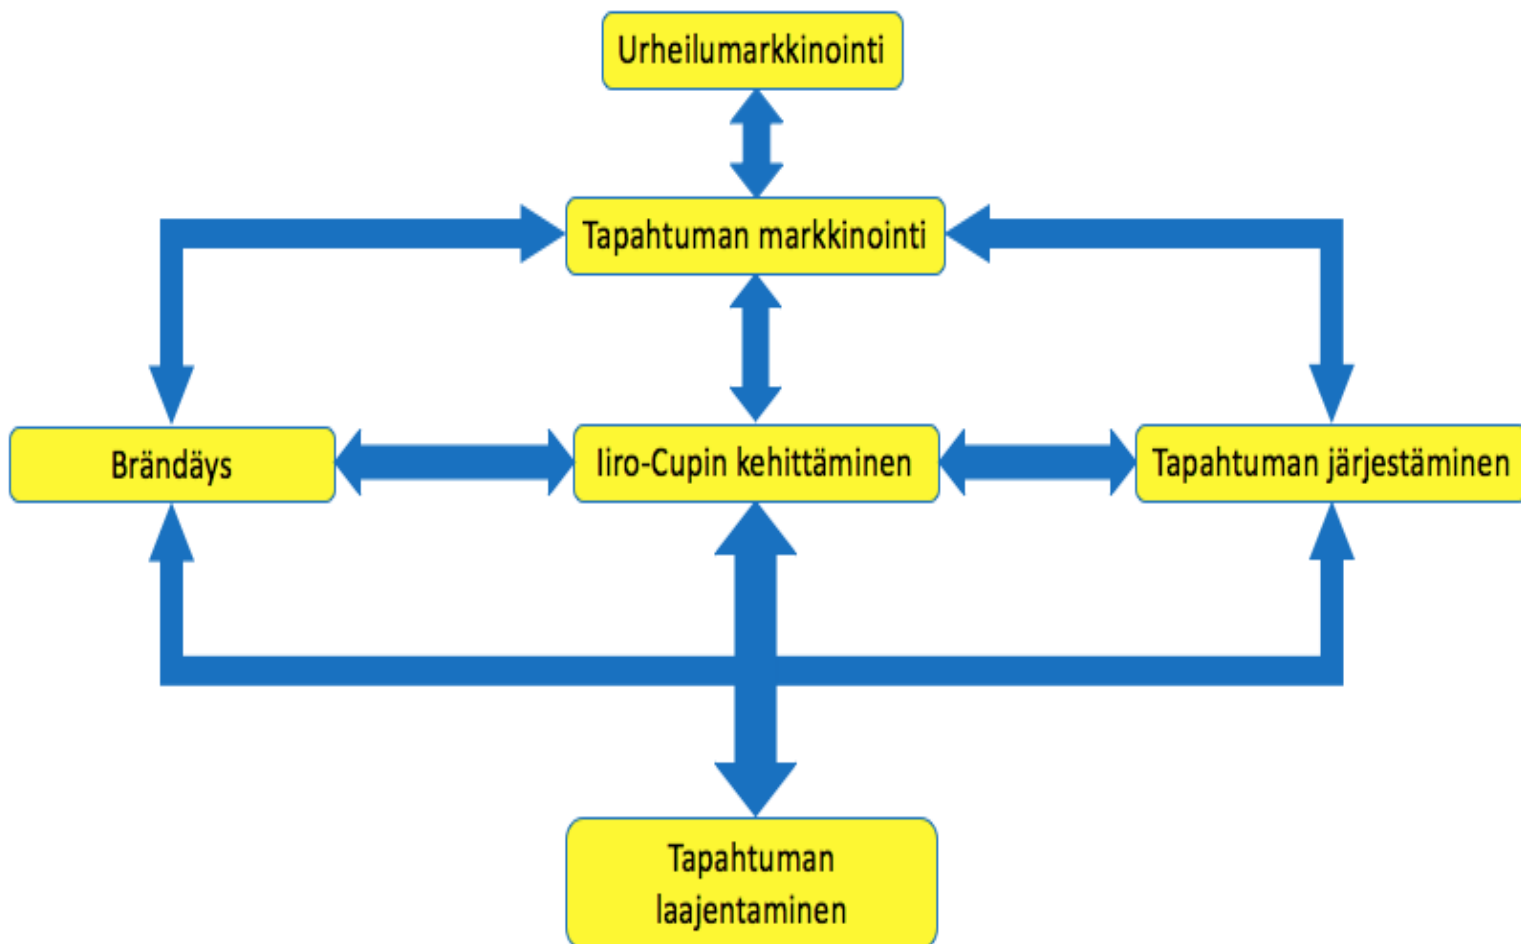 Urheilumarkkinointi
Tapahtuman markkinointi
Brändäys
Iiro-Cupin kehittäminen
Tapahtuman järjestäminen
Tapahtuman
laajentaminen